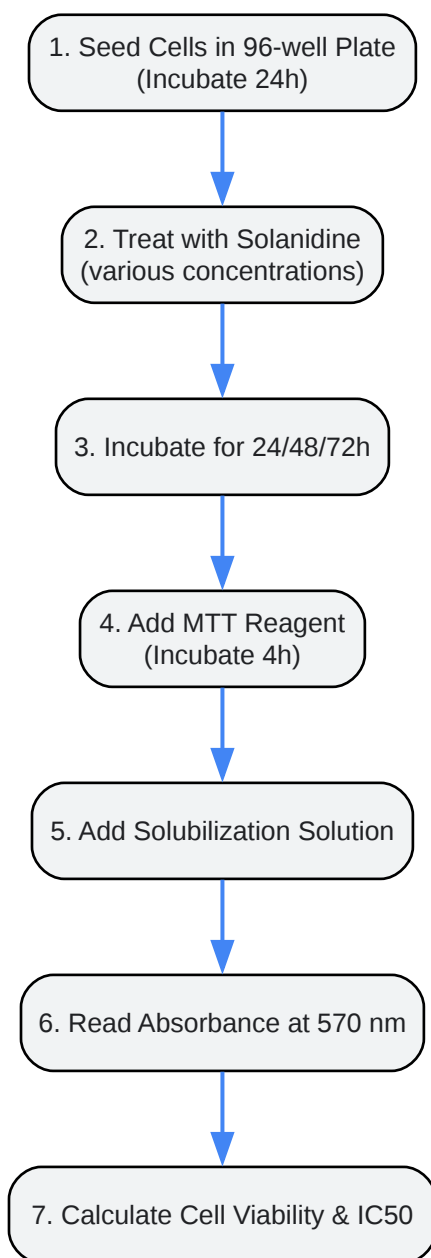 1. Seed Cells in 96-well Plate
(Incubate 24h)
2. Treat with Solanidine
(various concentrations)
3. Incubate for 24/48/72h
4. Add MTT Reagent
(Incubate 4h)
5. Add Solubilization Solution
6. Read Absorbance at 570 nm
7. Calculate Cell Viability & IC50